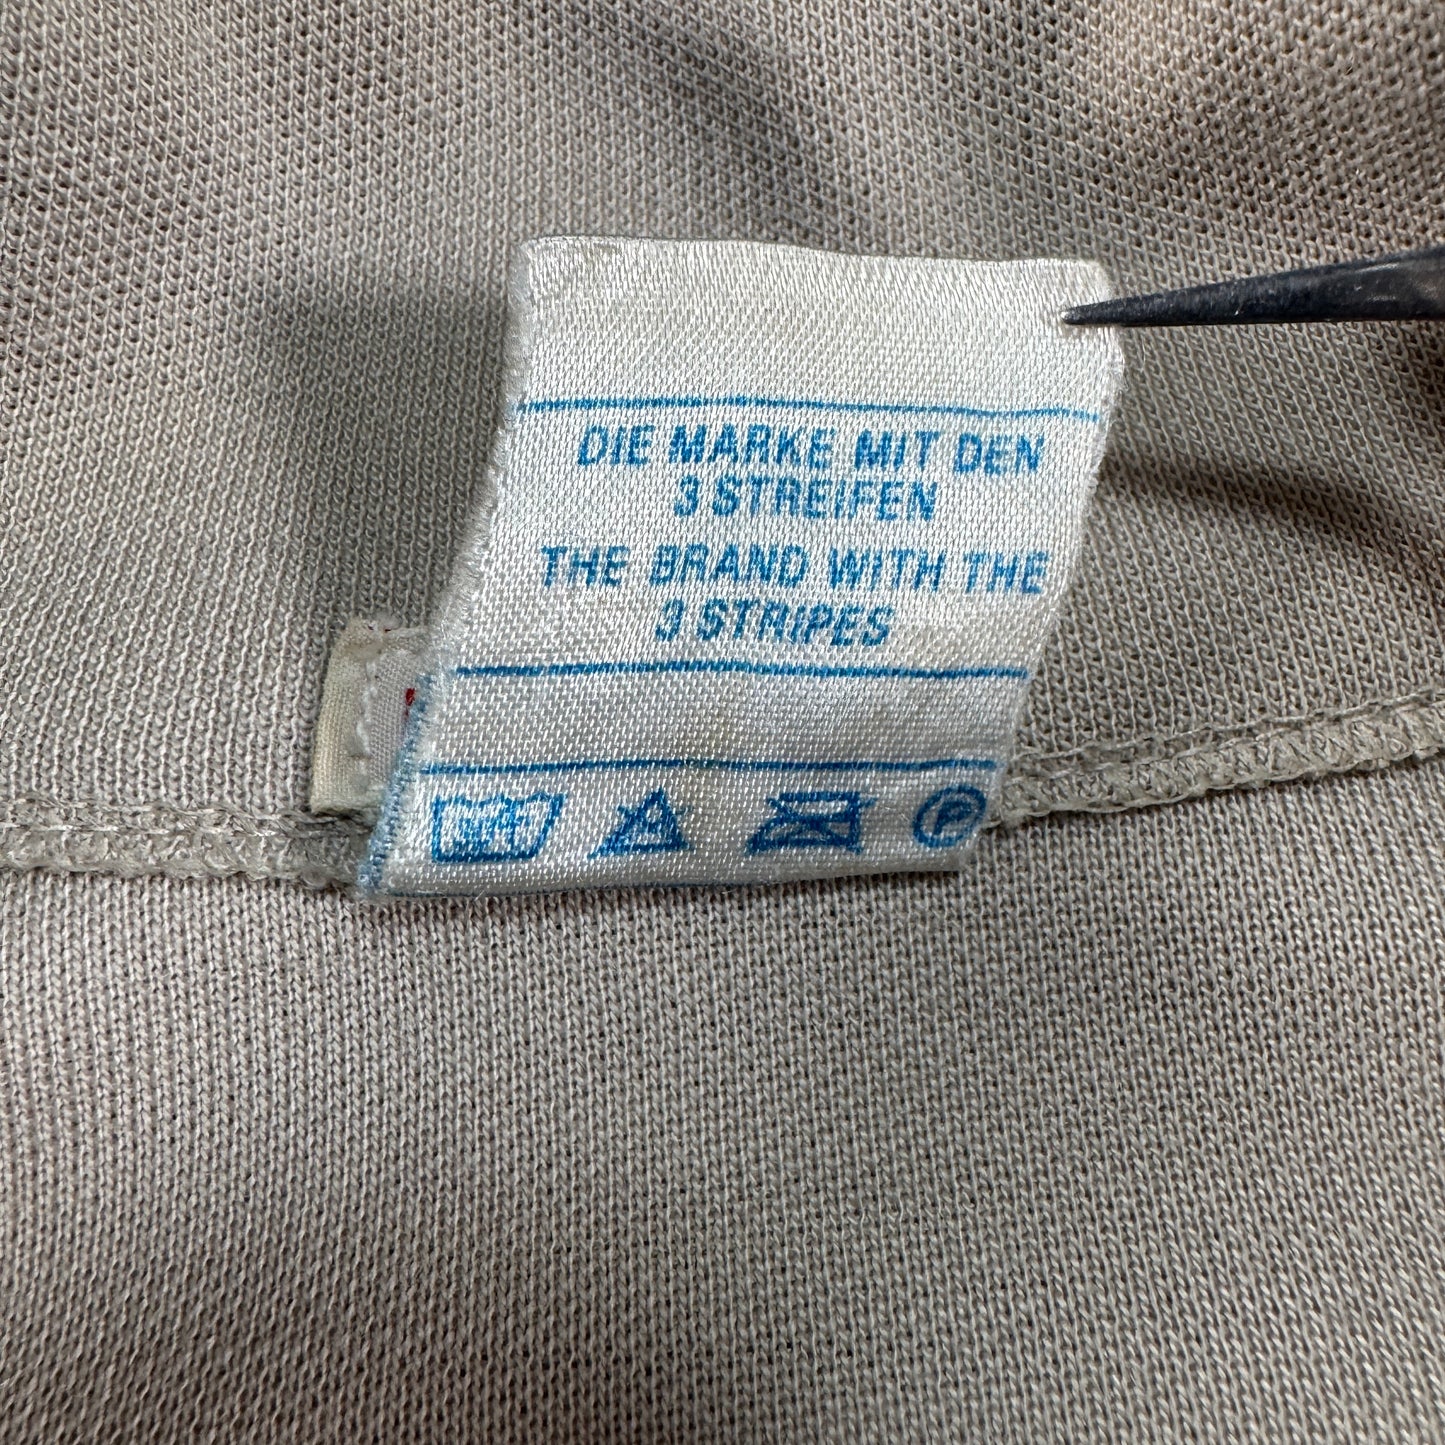 DIE MARKE MIT DEN
3 STREIFEN
THE BRAND WITH THE
3 STRIPES
P